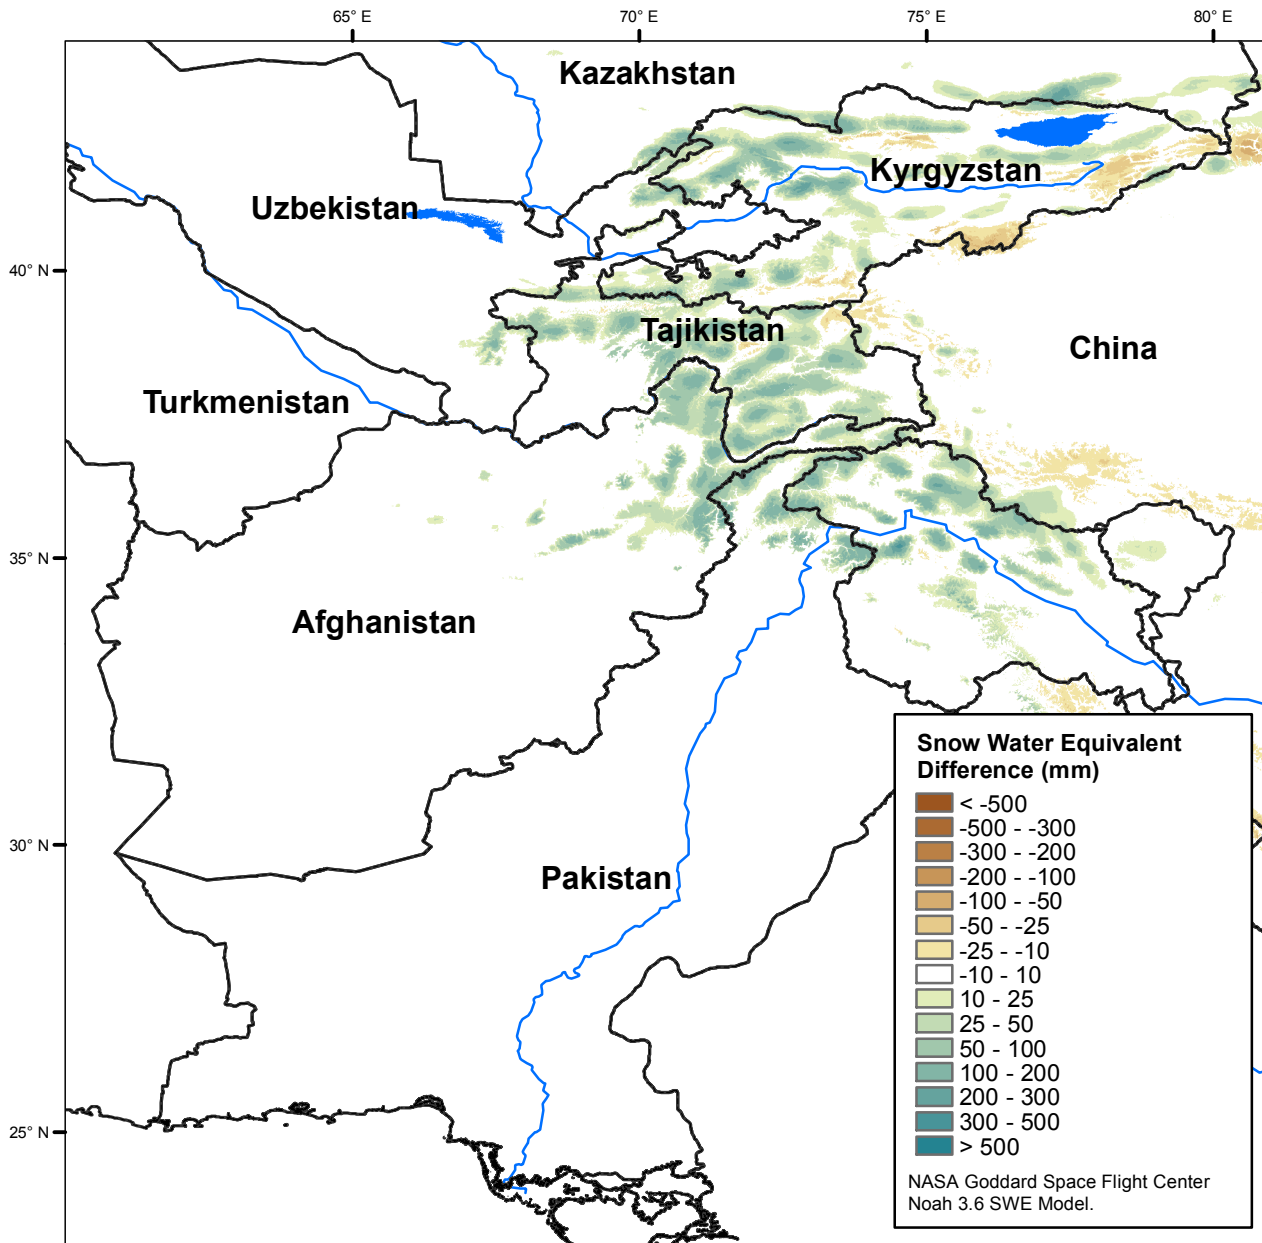 65° E
70° E
75° E
80° E
Kazakhstan
Kyrgyzstan
Uzbekistan
40° N
Tajikistan
China
Turkmenistan
35° N
Afghanistan
Snow Water Equivalent
Difference (mm)
< -500
-500 - -300
-300 - -200
-200 - -100
-100 - -50
-50 - -25
-25 - -10
-10 - 10
10 - 25
25 - 50
50 - 100
100 - 200
200 - 300
300 - 500
> 500
NASA Goddard Space Flight Center
Noah 3.6 SWE Model.
30° N
Pakistan
25° N